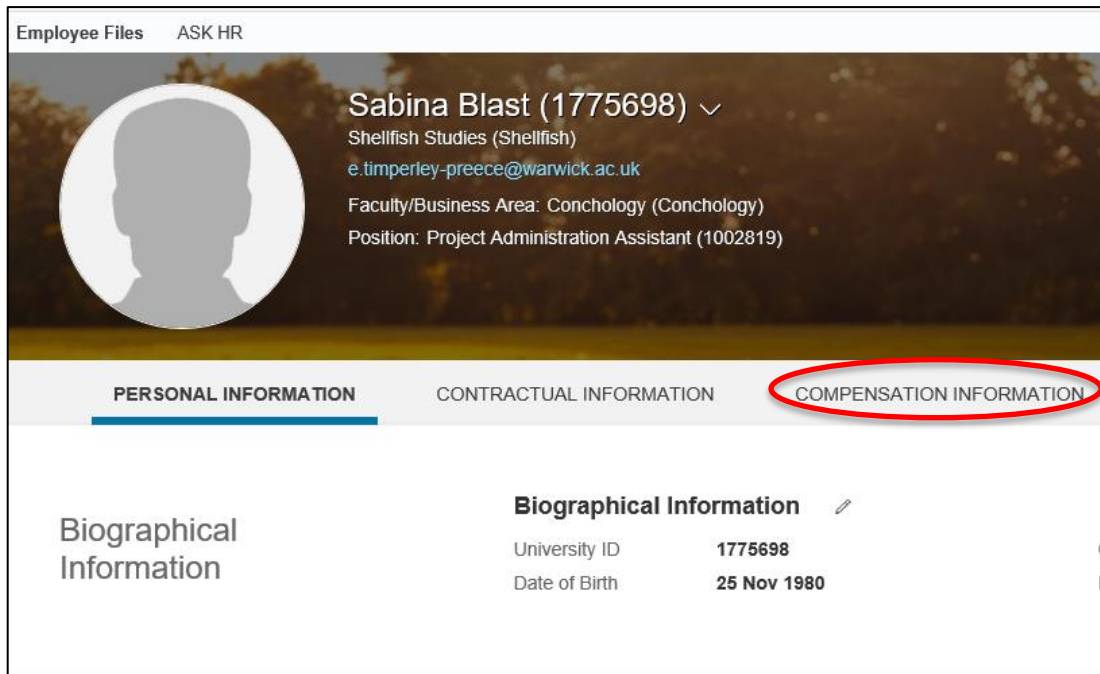 Employee Files ASK HR
Sabina Blast (1775698)
Shellfish Studies (Shellfish)
e.timperley-preece@warwick.ac.uk
Faculty/Business Area: Conchology (Conchology)
Position: Project Administration Assistant (1002819)
PERSONAL INFORMATION CONTRACTUAL INFORMATION COMPENSATION INFORMATION
Biographical
Information
Biographical Information
University ID 1775698
Date of Birth 25 Nov 1980